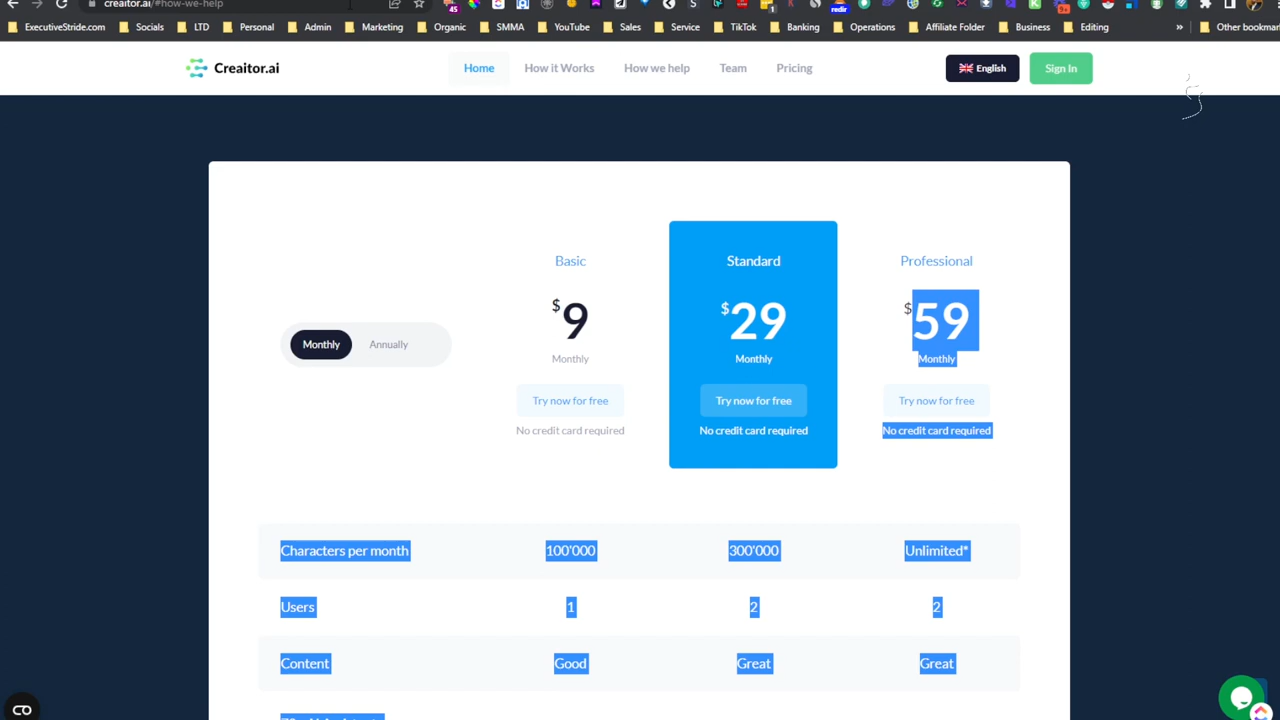 creaitor.ai/#how-we-help
ExecutiveStride.com Socials LTD Personal Admin Marketing Organic SMMA YouTube Sales Service TikTok Banking Operations Affiliate Folder Business Editing » Other bookmar
Creaitor.ai Home How it Works How we help Team Pricing English Sign In
Basic Standard Professional
$9 $29 $59
Monthly Annually Monthly Monthly Monthly
Try now for free Try now for free Try now for free
No credit card required No credit card required No credit card required
Characters per month 100'000 300'000 Unlimited*
Users 1 2 2
Content Good Great Great